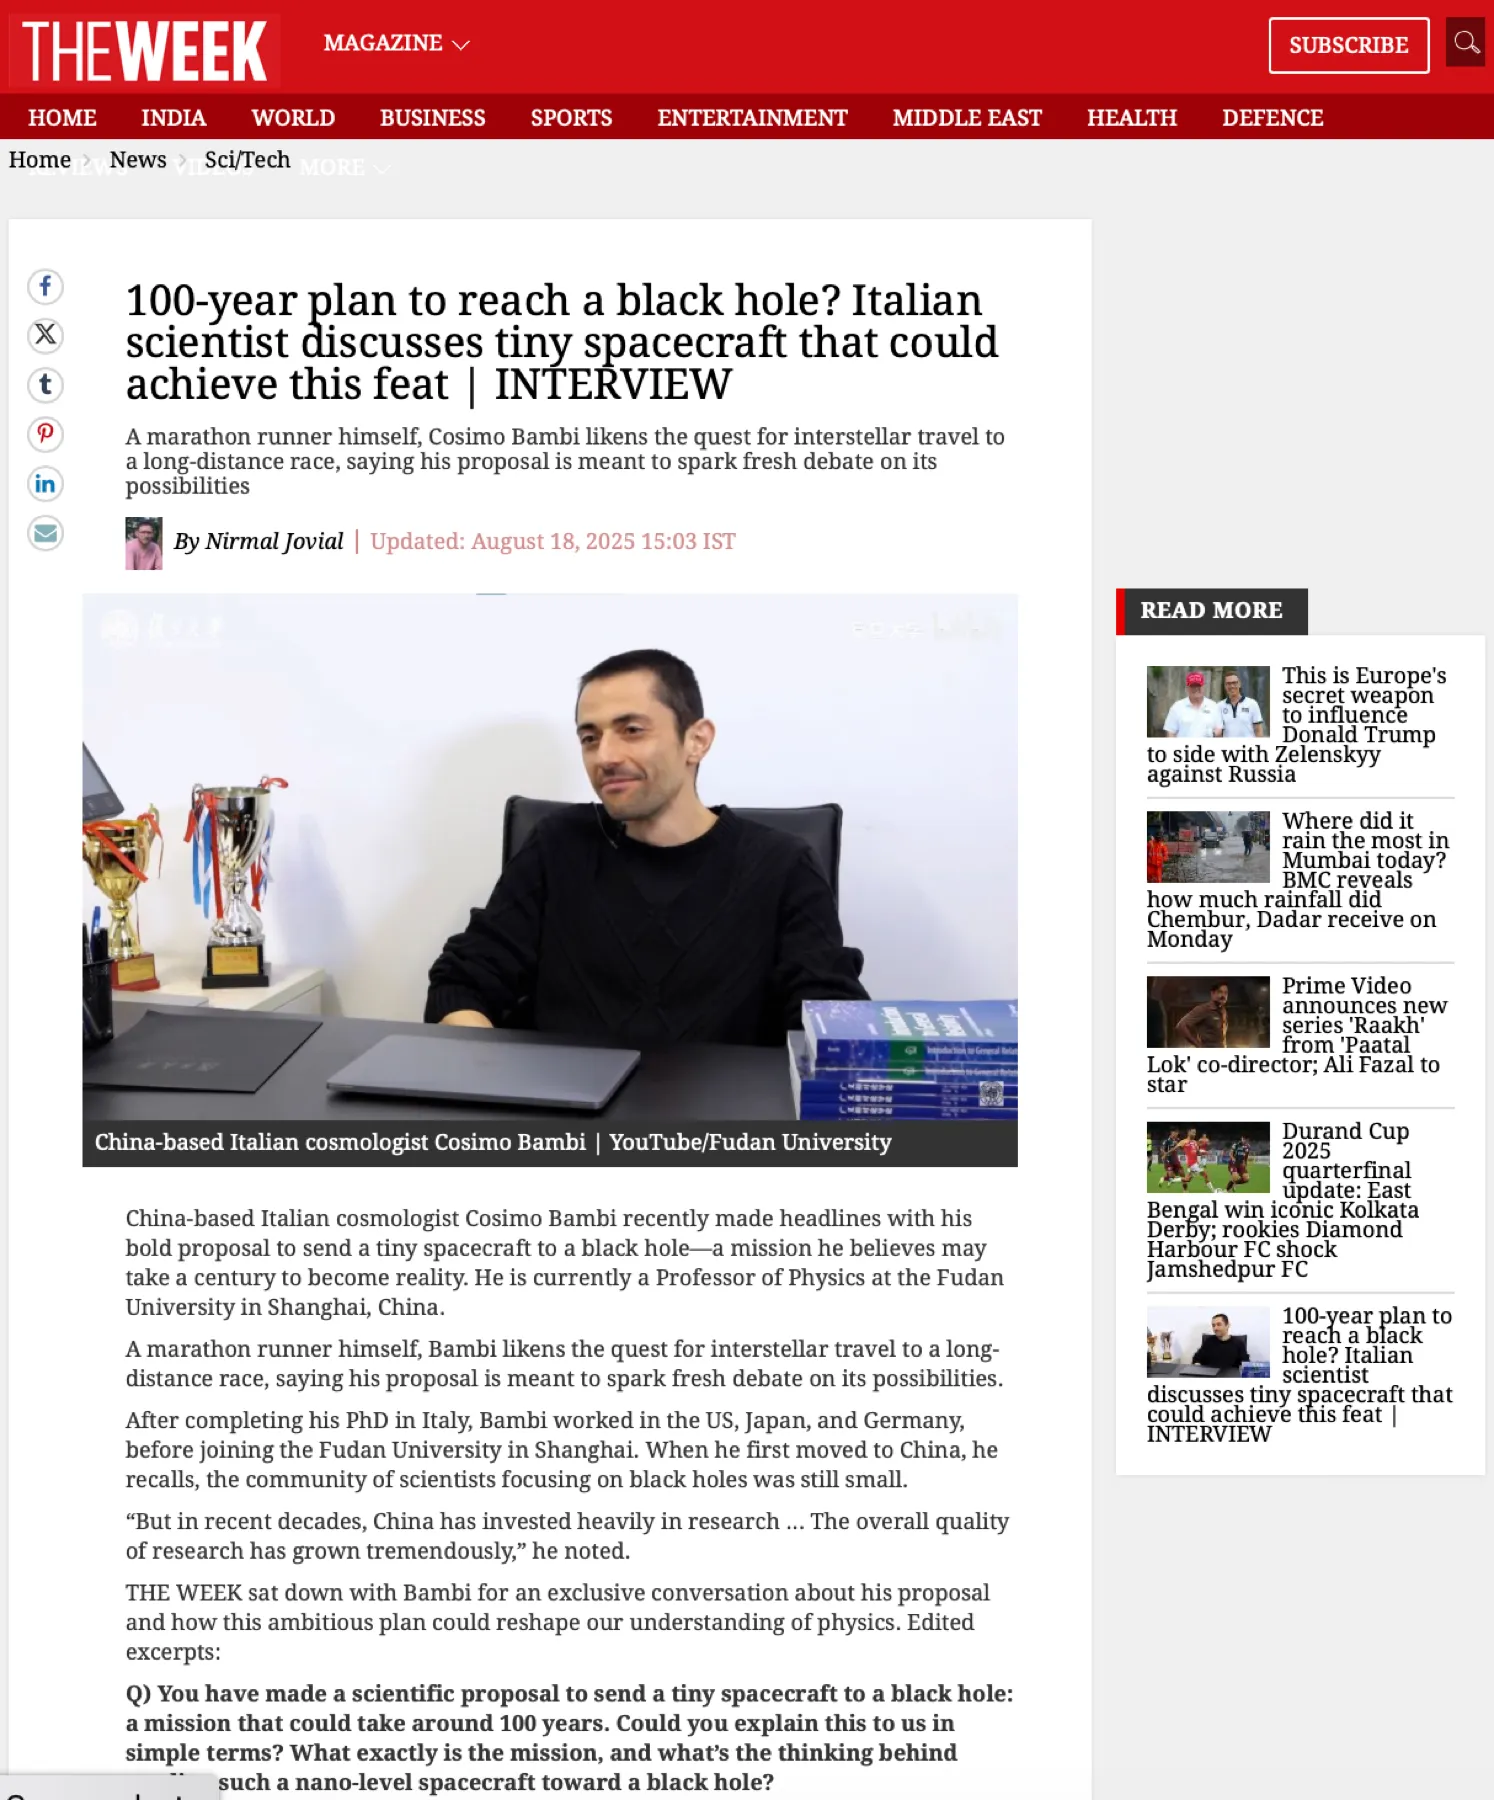 THE WEEK
MAGAZINE
SUBSCRIBE
HOME INDIA WORLD BUSINESS SPORTS ENTERTAINMENT MIDDLE EAST HEALTH DEFENCE
REVIEWS VIDEOS MORE
Home News Sci/Tech
100-year plan to reach a black hole? Italian
scientist discusses tiny spacecraft that could
achieve this feat | INTERVIEW
A marathon runner himself, Cosimo Bambi likens the quest for interstellar travel to
a long-distance race, saying his proposal is meant to spark fresh debate on its
possibilities
By Nirmal Jovial | Updated: August 18, 2025 15:03 IST
Introduction to General Relat
China-based Italian cosmologist Cosimo Bambi | YouTube/Fudan University
China-based Italian cosmologist Cosimo Bambi recently made headlines with his
bold proposal to send a tiny spacecraft to a black hole—a mission he believes may
take a century to become reality. He is currently a Professor of Physics at the Fudan
University in Shanghai, China.
A marathon runner himself, Bambi likens the quest for interstellar travel to a long-
distance race, saying his proposal is meant to spark fresh debate on its possibilities.
After completing his PhD in Italy, Bambi worked in the US, Japan, and Germany,
before joining the Fudan University in Shanghai. When he first moved to China, he
recalls, the community of scientists focusing on black holes was still small.
“But in recent decades, China has invested heavily in research ... The overall quality
of research has grown tremendously,” he noted.
THE WEEK sat down with Bambi for an exclusive conversation about his proposal
and how this ambitious plan could reshape our understanding of physics. Edited
excerpts:
Q) You have made a scientific proposal to send a tiny spacecraft to a black hole:
a mission that could take around 100 years. Could you explain this to us in
simple terms? What exactly is the mission, and what’s the thinking behind
such a nano-level spacecraft toward a black hole?
READ MORE
This is Europe's
secret weapon
to influence
Donald Trump
to side with Zelenskyy
against Russia
Where did it
rain the most in
Mumbai today?
BMC reveals
how much rainfall did
Chembur, Dadar receive on
Monday
Prime Video
announces new
series 'Raakh'
from 'Paatal
Lok' co-director; Ali Fazal to
star
Durand Cup
2025
quarterfinal
update: East
Bengal win iconic Kolkata
Derby; rookies Diamond
Harbour FC shock
Jamshedpur FC
100-year plan to
reach a black
hole? Italian
scientist
discusses tiny spacecraft that
could achieve this feat |
INTERVIEW